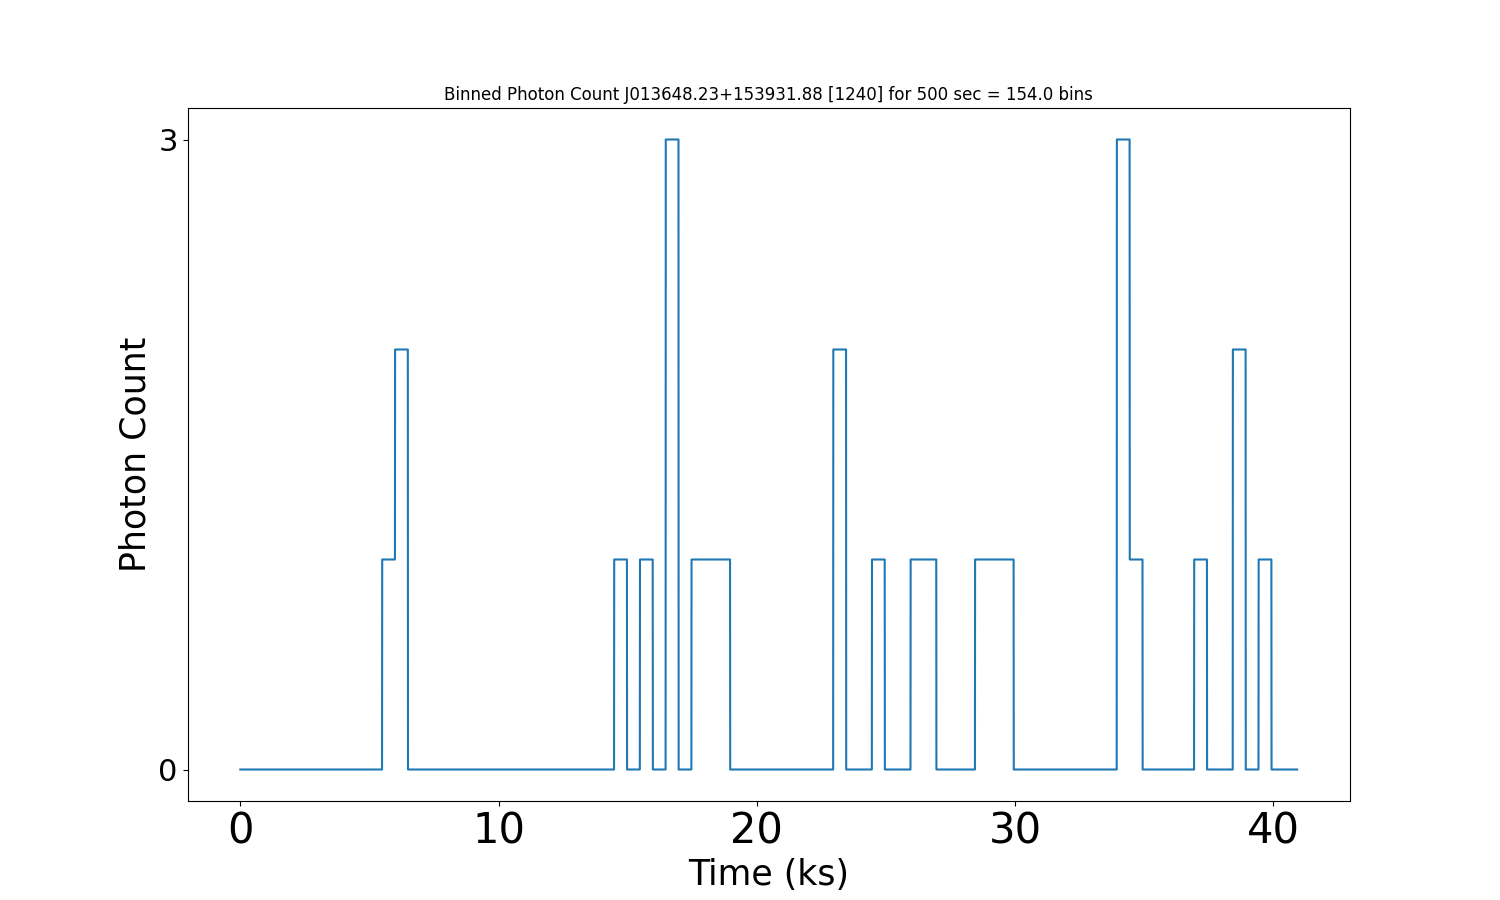 Binned Photon Count J013648.23+153931.88 [1240] for 500 sec = 154.0 bins
3
Photon Count
0
0 10 20 30 40
Time (ks)